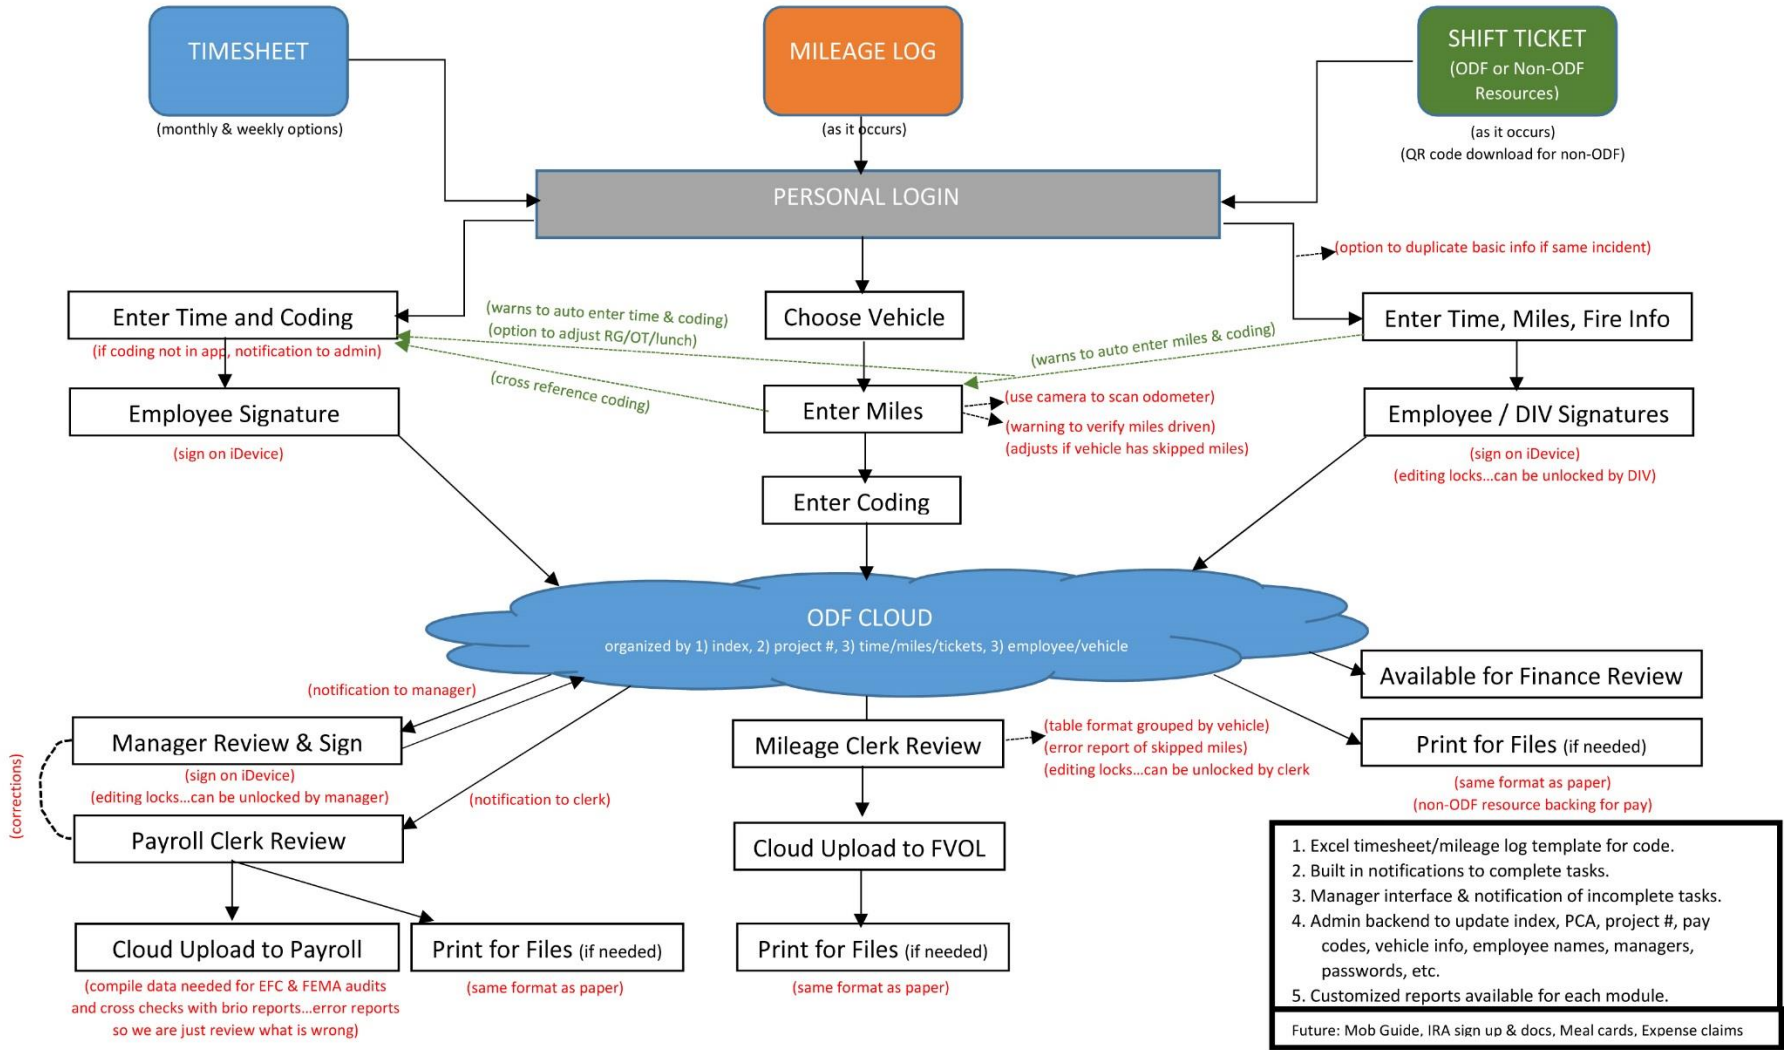 TIMESHEET
(monthly & weekly options)
MILEAGE LOG
(as it occurs)
SHIFT TICKET
(ODF or Non-ODF
Resources)
(as it occurs)
(QR code download for non-ODF)
PERSONAL LOGIN
(option to duplicate basic info if same incident)
Enter Time and Coding
(if coding not in app, notification to admin)
(warns to auto enter time & coding)
(option to adjust RG/OT/lunch)
(cross reference coding)
Choose Vehicle
(warns to auto enter miles & coding)
Enter Time, Miles, Fire Info
Employee Signature
(sign on iDevice)
Enter Miles
(use camera to scan odometer)
(warning to verify miles driven)
(adjusts if vehicle has skipped miles)
Employee / DIV Signatures
(sign on iDevice)
(editing locks...can be unlocked by DIV)
Enter Coding
ODF CLOUD
organized by 1) index, 2) project #, 3) time/miles/tickets, 3) employee/vehicle
(notification to manager)
Manager Review & Sign
(sign on iDevice)
(editing locks...can be unlocked by manager)
(corrections)
(notification to clerk)
Payroll Clerk Review
Cloud Upload to Payroll
(compile data needed for EFC & FEMA audits
and cross checks with brio reports...error reports
so we are just review what is wrong)
Print for Files (if needed)
(same format as paper)
Mileage Clerk Review
(table format grouped by vehicle)
(error report of skipped miles)
(editing locks...can be unlocked by clerk
Cloud Upload to FVOL
Print for Files (if needed)
(same format as paper)
Available for Finance Review
Print for Files (if needed)
(same format as paper)
(non-ODF resource backing for pay)
1. Excel timesheet/mileage log template for code.
2. Built in notifications to complete tasks.
3. Manager interface & notification of incomplete tasks.
4. Admin backend to update index, PCA, project #, pay
codes, vehicle info, employee names, managers,
passwords, etc.
5. Customized reports available for each module.
Future: Mob Guide, IRA sign up & docs, Meal cards, Expense claims